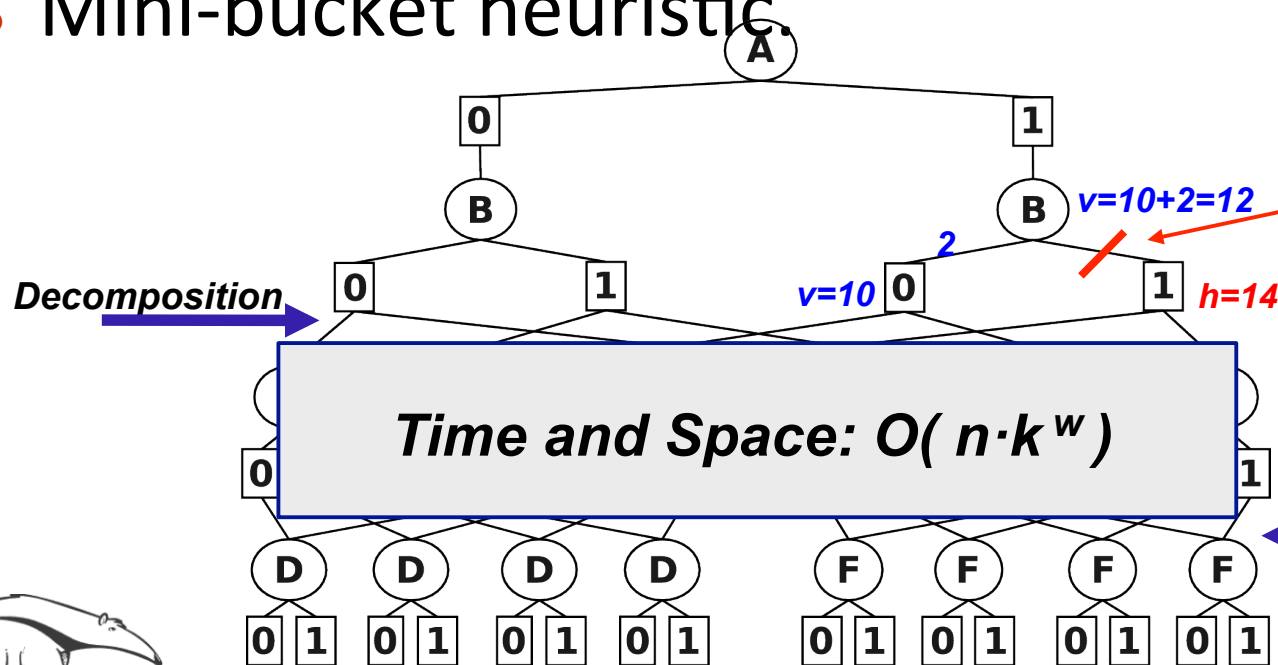 Mini-bucket heuristic.
A
0 1
B B v=10+2=12
2
Decomposition 0 1 v=10 0 1 h=14
Time and Space: O( n·k^w )
0 1
D D D D F F F F
0 1 0 1 0 1 0 1 0 1 0 1 0 1 0 1